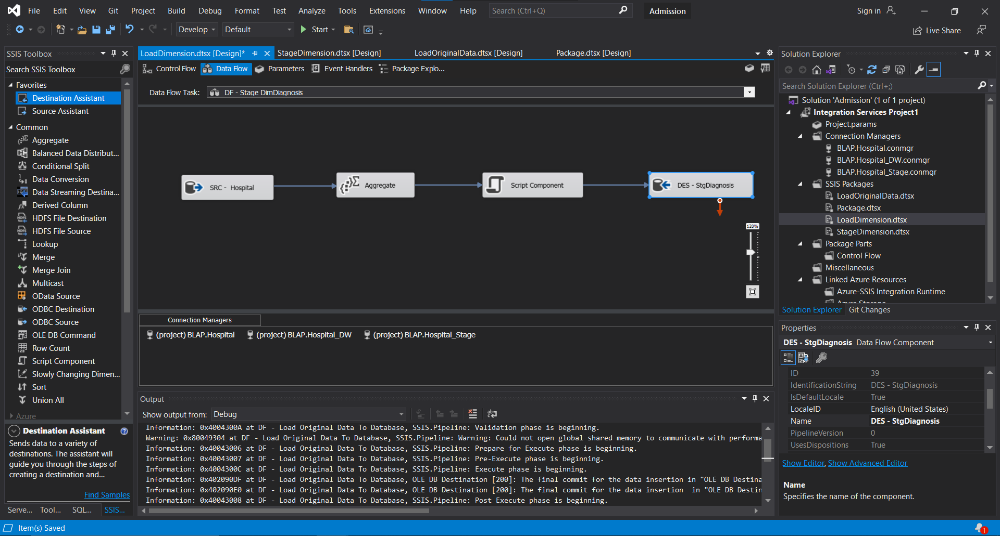 File Edit View Git Project Build Debug Format Test Analyze Tools Extensions Window Help Search (Ctrl+Q) Admission Sign in
Develop Default Start Live Share
SSIS Toolbox
Search SSIS Toolbox
Favorites
Destination Assistant
Source Assistant
Common
Aggregate
Balanced Data Distribut...
Conditional Split
Data Conversion
Data Streaming Destina...
Derived Column
HDFS File Destination
HDFS File Source
Lookup
Merge
Merge Join
Multicast
OData Source
ODBC Destination
ODBC Source
OLE DB Command
Row Count
Script Component
Slowly Changing Dimen...
Sort
Union All
Azure
Destination Assistant
Sends data to a variety of
destinations. The assistant will
guide you through the steps of
creating a destination and...
Find Samples
Serve... Tool... SQL... SSIS...
LoadDimension.dtsx [Design]* StageDimension.dtsx [Design] LoadOriginalData.dtsx [Design] Package.dtsx [Design]
Control Flow Data Flow Parameters Event Handlers Package Explo...
Data Flow Task: DF - Stage DimDiagnosis
SRC - Hospital Aggregate Script Component DES - StgDiagnosis
120%
Connection Managers
(project) BLAP.Hospital (project) BLAP.Hospital_DW (project) BLAP.Hospital_Stage
Output
Show output from: Debug
Information: 0x4004300A at DF - Load Original Data To Database, SSIS.Pipeline: Validation phase is beginning.
Warning: 0x80049304 at DF - Load Original Data To Database, SSIS.Pipeline: Warning: Could not open global shared memory to communicate with performa
Information: 0x40043006 at DF - Load Original Data To Database, SSIS.Pipeline: Prepare for Execute phase is beginning.
Information: 0x40043007 at DF - Load Original Data To Database, SSIS.Pipeline: Pre-Execute phase is beginning.
Information: 0x4004300C at DF - Load Original Data To Database, SSIS.Pipeline: Execute phase is beginning.
Information: 0x402090DF at DF - Load Original Data To Database, OLE DB Destination [200]: The final commit for the data insertion in "OLE DB Destina
Information: 0x402090E0 at DF - Load Original Data To Database, OLE DB Destination [200]: The final commit for the data insertion  in "OLE DB Destin
Information: 0x40043008 at DF - Load Original Data To Database, SSIS.Pipeline: Post Execute phase is beginning.
Solution Explorer
Search Solution Explorer (Ctrl+;)
Solution 'Admission' (1 of 1 project)
Integration Services Project1
Project.params
Connection Managers
BLAP.Hospital.conmgr
BLAP.Hospital_DW.conmgr
BLAP.Hospital_Stage.conmgr
SSIS Packages
LoadOriginalData.dtsx
Package.dtsx
LoadDimension.dtsx
StageDimension.dtsx
Package Parts
Control Flow
Miscellaneous
Linked Azure Resources
Azure-SSIS Integration Runtime
Azure Storage
Solution Explorer Git Changes
Properties
DES - StgDiagnosis Data Flow Component
ID 39
IdentificationString DES - StgDiagnosis
IsDefaultLocale True
LocaleID English (United States)
Name DES - StgDiagnosis
PipelineVersion 0
UsesDispositions True
Show Editor, Show Advanced Editor
Name
Specifies the name of the component.
Item(s) Saved 1